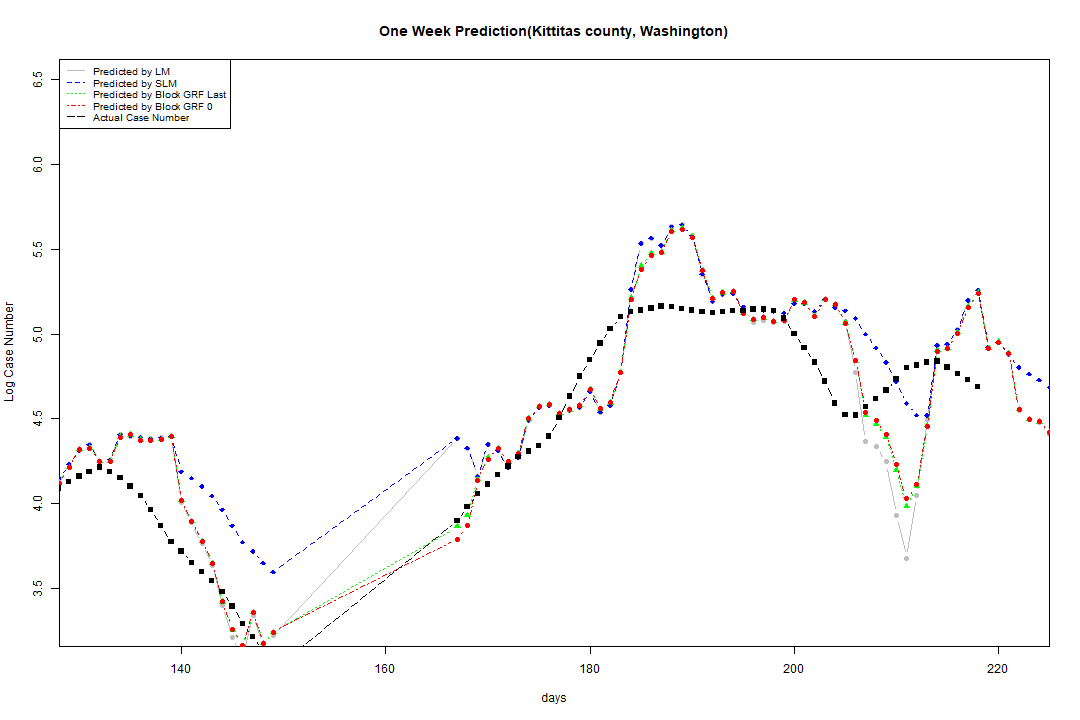 One Week Prediction(Kittitas county, Washington)
Predicted by LM
Predicted by SLM
Predicted by Block GRF Last
Predicted by Block GRF 0
Actual Case Number
6.5
6.0
5.5
5.0
4.5
4.0
3.5
Log Case Number
140
160
180
200
220
days